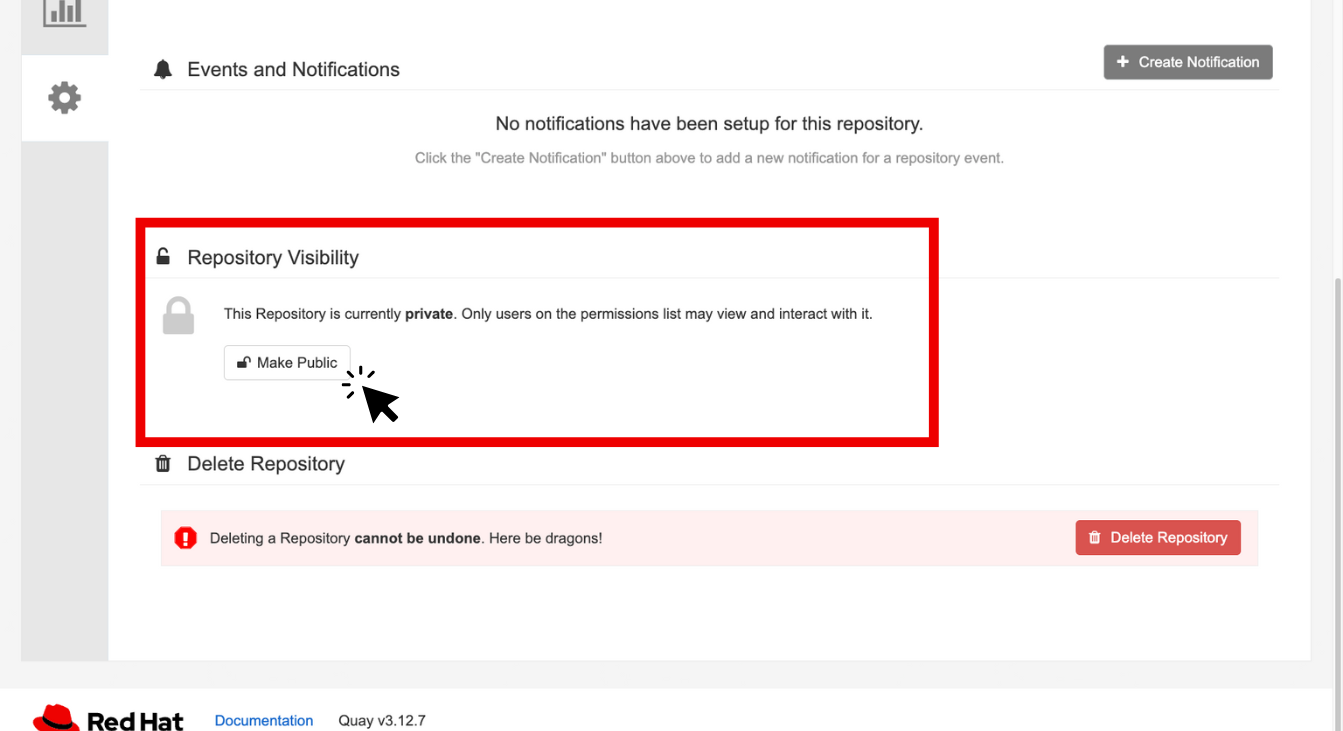 Events and Notifications
Create Notification
No notifications have been setup for this repository.
Click the "Create Notification" button above to add a new notification for a repository event.
Repository Visibility
This Repository is currently private. Only users on the permissions list may view and interact with it.
Make Public
Delete Repository
Deleting a Repository cannot be undone. Here be dragons!
Delete Repository
Red Hat
Documentation
Quay v3.12.7